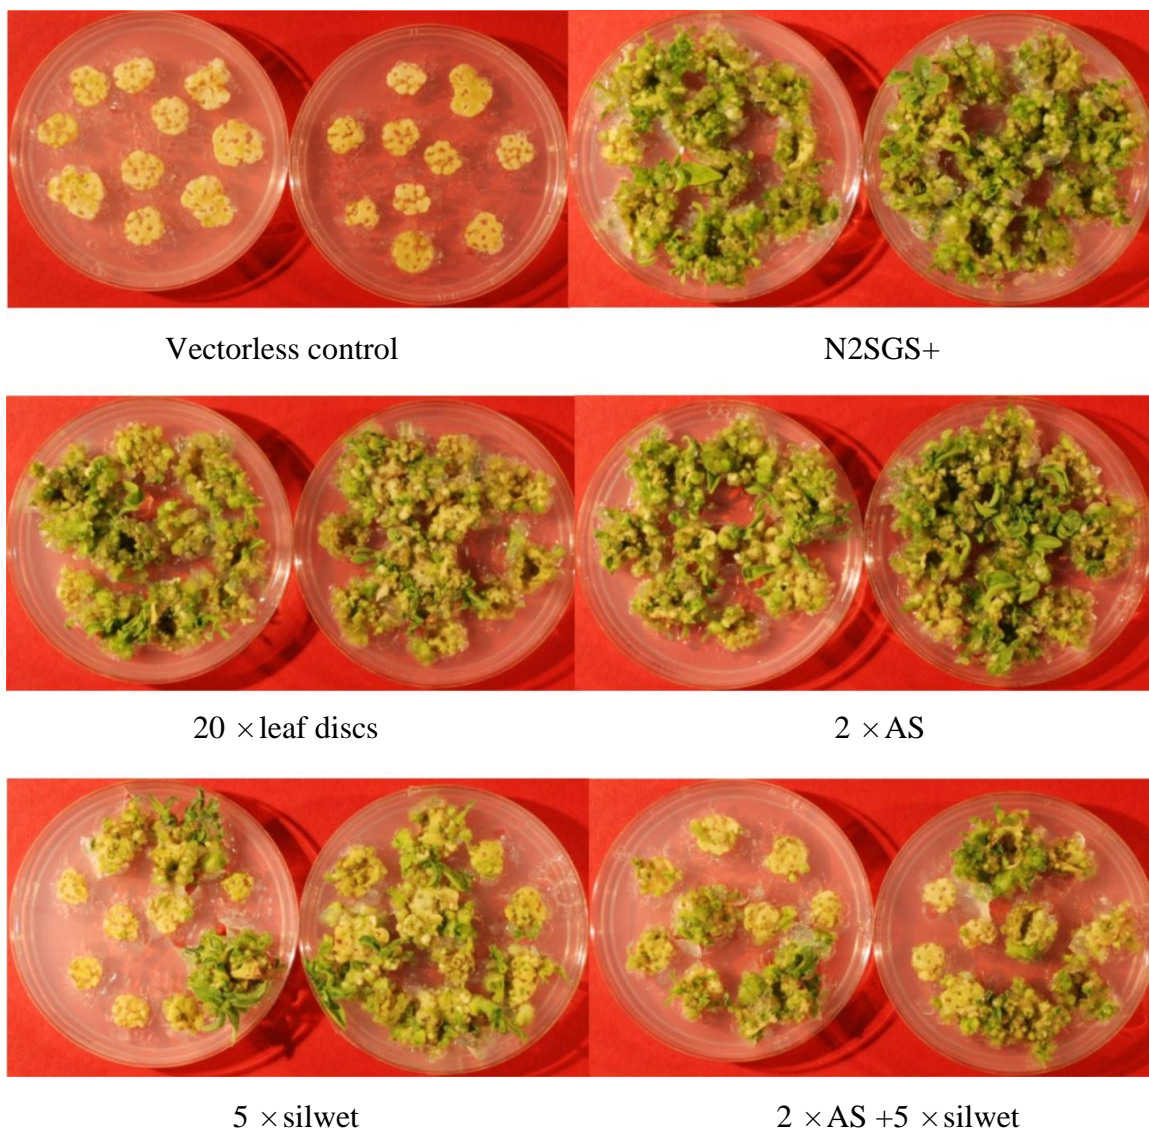 Vectorless control
N2SGS+
20 × leaf discs
2 × AS
5 × silwet
2 × AS +5 × silwet